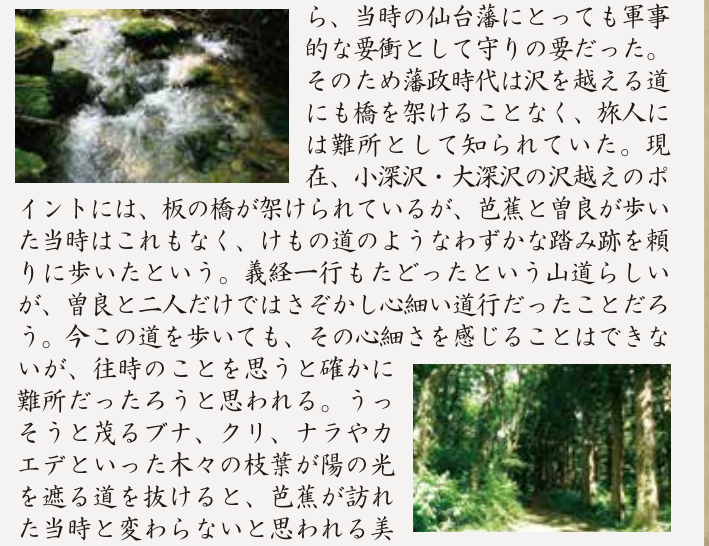 ら、当時の仙台藩にとっても軍事
的な要衝として守りの要だった。
そのため藩政時代は沢を越える道
にも橋を架けることなく、旅人に
は難所として知られていた。現
在、小深沢・大深沢の沢越えのポ
イントには、板の橋が架けられているが、芭蕉と曽良が歩い
た当時はこれもなく、けもの道のようなわずかな踏み跡を頼
りに歩いたという。義経一行もたどったという山道らしい
が、曽良と二人だけではさぞかし心細い道行だったことだろ
う。今この道を歩いても、その心細さを感じることはできな
いが、往時のことを思うと確かに
難所だったろうと思われる。うっ
そうと茂るブナ、クリ、ナラやカ
エデといった木々の枝葉が陽の光
を遮る道を抜けると、芭蕉が訪れ
た当時と変わらないと思われる美